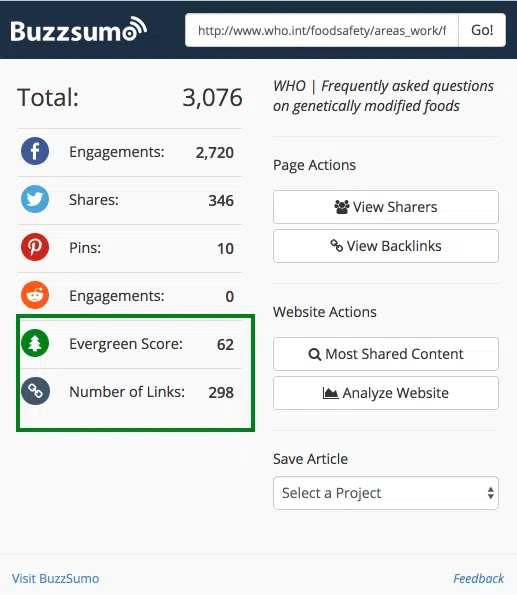 Buzzsumo
http://www.who.int/foodsafety/areas_work/f
Go!
Total: 3,076
Engagements: 2,720
Shares: 346
Pins: 10
Engagements: 0
Evergreen Score: 62
Number of Links: 298
WHO | Frequently asked questions
on genetically modified foods
Page Actions
View Sharers
View Backlinks
Website Actions
Most Shared Content
Analyze Website
Save Article
Select a Project
Visit BuzzSumo
Feedback